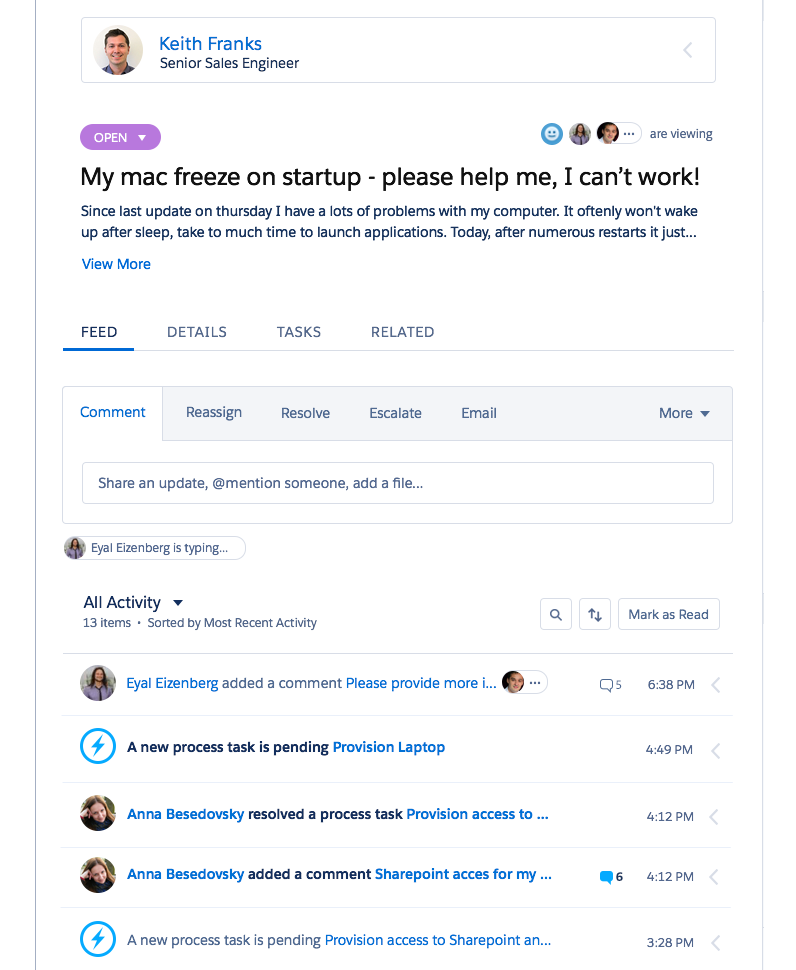 Keith Franks
Senior Sales Engineer
OPEN
are viewing
My mac freeze on startup - please help me, I can’t work!
Since last update on thursday I have a lots of problems with my computer. It oftenly won't wake
up after sleep, take to much time to launch applications. Today, after numerous restarts it just...
View More
FEED DETAILS TASKS RELATED
Comment Reassign Resolve Escalate Email More
Share an update, @mention someone, add a file...
Eyal Eizenberg is typing...
All Activity
13 items • Sorted by Most Recent Activity
Mark as Read
Eyal Eizenberg added a comment Please provide more i... 5 6:38 PM
A new process task is pending Provision Laptop 4:49 PM
Anna Besedovsky resolved a process task Provision access to ... 4:12 PM
Anna Besedovsky added a comment Sharepoint acces for my ... 6 4:12 PM
A new process task is pending Provision access to Sharepoint an... 3:28 PM